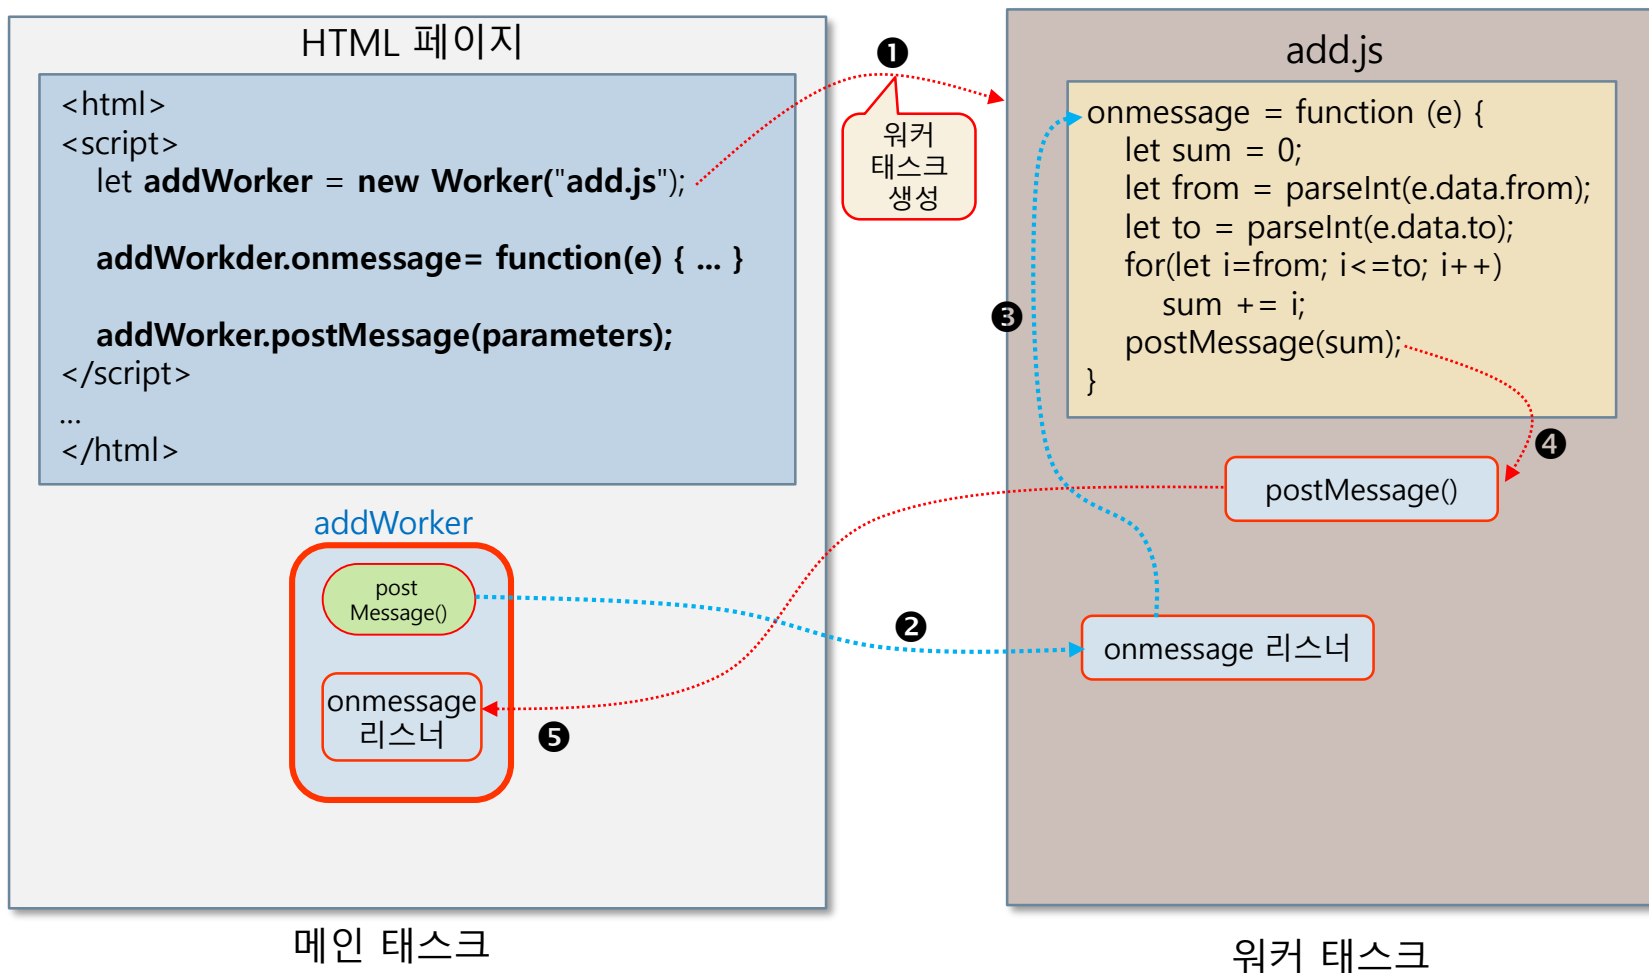 HTML 페이지
<html>
<script>
let addWorker = new Worker("add.js");
addWorkder.onmessage= function(e) { ... }
addWorker.postMessage(parameters);
</script>
...
</html>
addWorker
post
Message()
onmessage
리스너
메인 태스크
❶
워커
태스크
생성
❸
❷
❺
add.js
onmessage = function (e) {
let sum = 0;
let from = parseInt(e.data.from);
let to = parseInt(e.data.to);
for(let i=from; i<=to; i++)
sum += i;
postMessage(sum);
}
❹
postMessage()
onmessage 리스너
워커 태스크